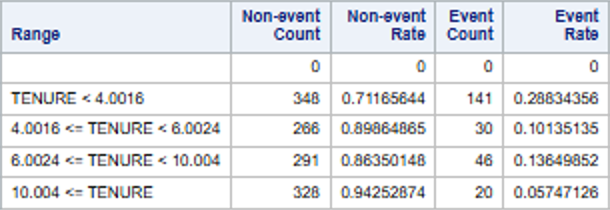 Range Non-event Count Non-event Rate Event Count Event Rate
0 0 0 0
TENURE < 4.0016 348 0.71165644 141 0.28834356
4.0016 <= TENURE < 6.0024 266 0.89864865 30 0.10135135
6.0024 <= TENURE < 10.004 291 0.86350148 46 0.13649852
10.004 <= TENURE 328 0.94252874 20 0.05747126